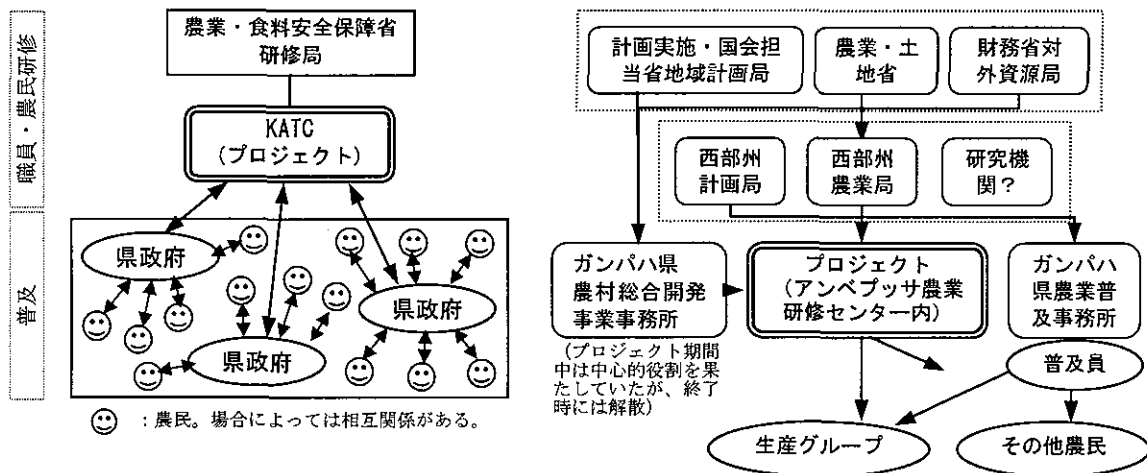 職員・農民研修
普及
農業・食料安全保障省
研修局
KATC
(プロジェクト)
県政府
県政府
県政府
：農民。場合によっては相互関係がある。
計画実施・国会担
当省地域計画局
農業・土
地省
財務省対
外資源局
西部州
計画局
西部州
農業局
研究機
関？
ガンパハ県
農村総合開発
事業事務所
(プロジェクト期間
中は中心的役割を果
たしていたが、終了
時には解散)
プロジェクト
(アンベプッサ農業
研修センター内)
ガンパハ
県農業普
及事務所
普及員
生産グループ
その他農民